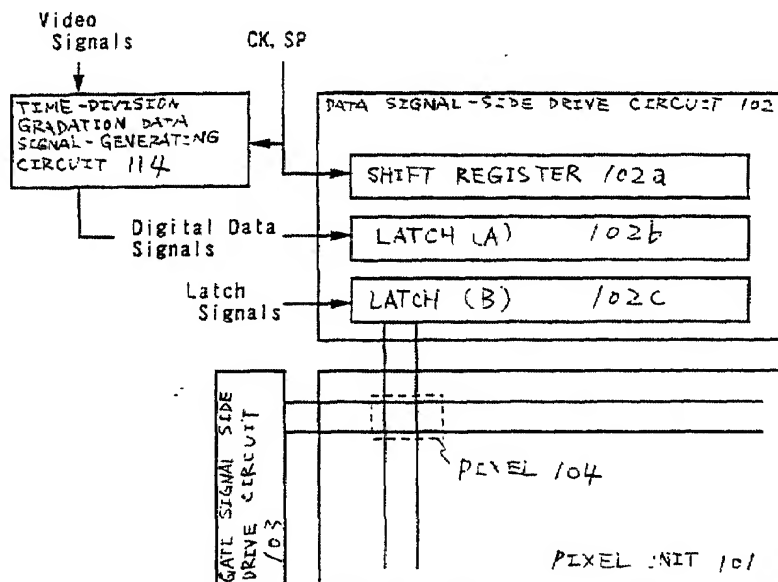 Video
Signals
CK, SP
TIME-DIVISION
GRADATION DATA
SIGNAL-GENERATING
CIRCUIT 114
DATA SIGNAL-SIDE DRIVE CIRCUIT 102
SHIFT REGISTER 102a
Digital Data
Signals
LATCH (A) 102b
Latch
Signals
LATCH (B) 102c
GATE SIGNAL SIDE
DRIVE CIRCUIT
103
PIXEL 104
PIXEL UNIT 101